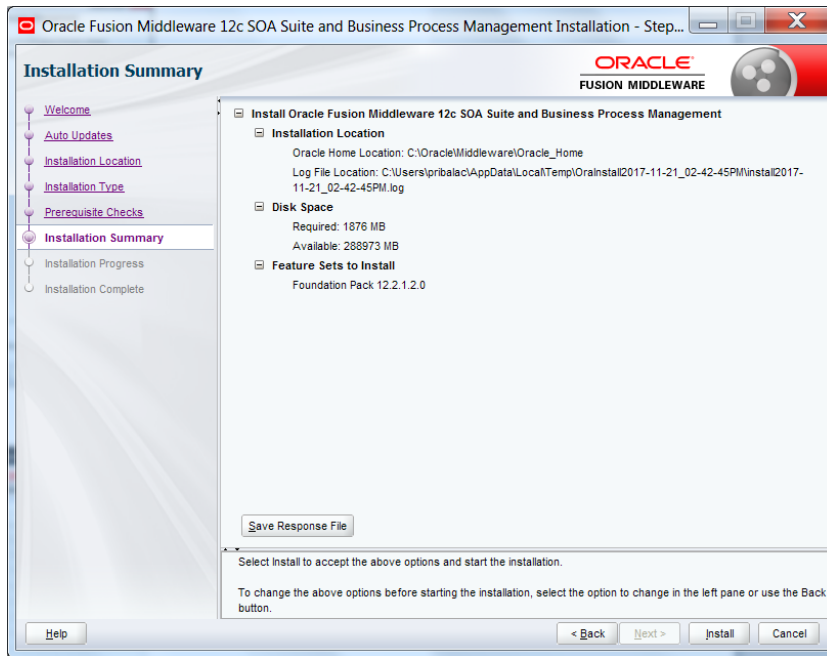 Oracle Fusion Middleware 12c SOA Suite and Business Process Management Installation - Step...
Installation Summary
ORACLE
FUSION MIDDLEWARE
Welcome
Auto Updates
Installation Location
Installation Type
Prerequisite Checks
Installation Summary
Installation Progress
Installation Complete
Install Oracle Fusion Middleware 12c SOA Suite and Business Process Management
Installation Location
Oracle Home Location: C:\Oracle\Middleware\Oracle_Home
Log File Location: C:\Users\pribalac\AppData\Local\Temp\OraInstall2017-11-21_02-42-45PM\install2017-
11-21_02-42-45PM.log
Disk Space
Required: 1876 MB
Available: 288973 MB
Feature Sets to Install
Foundation Pack 12.2.1.2.0
Save Response File
Select Install to accept the above options and start the installation.
To change the above options before starting the installation, select the option to change in the left pane or use the Back
button.
Help
< Back
Next >
Install
Cancel